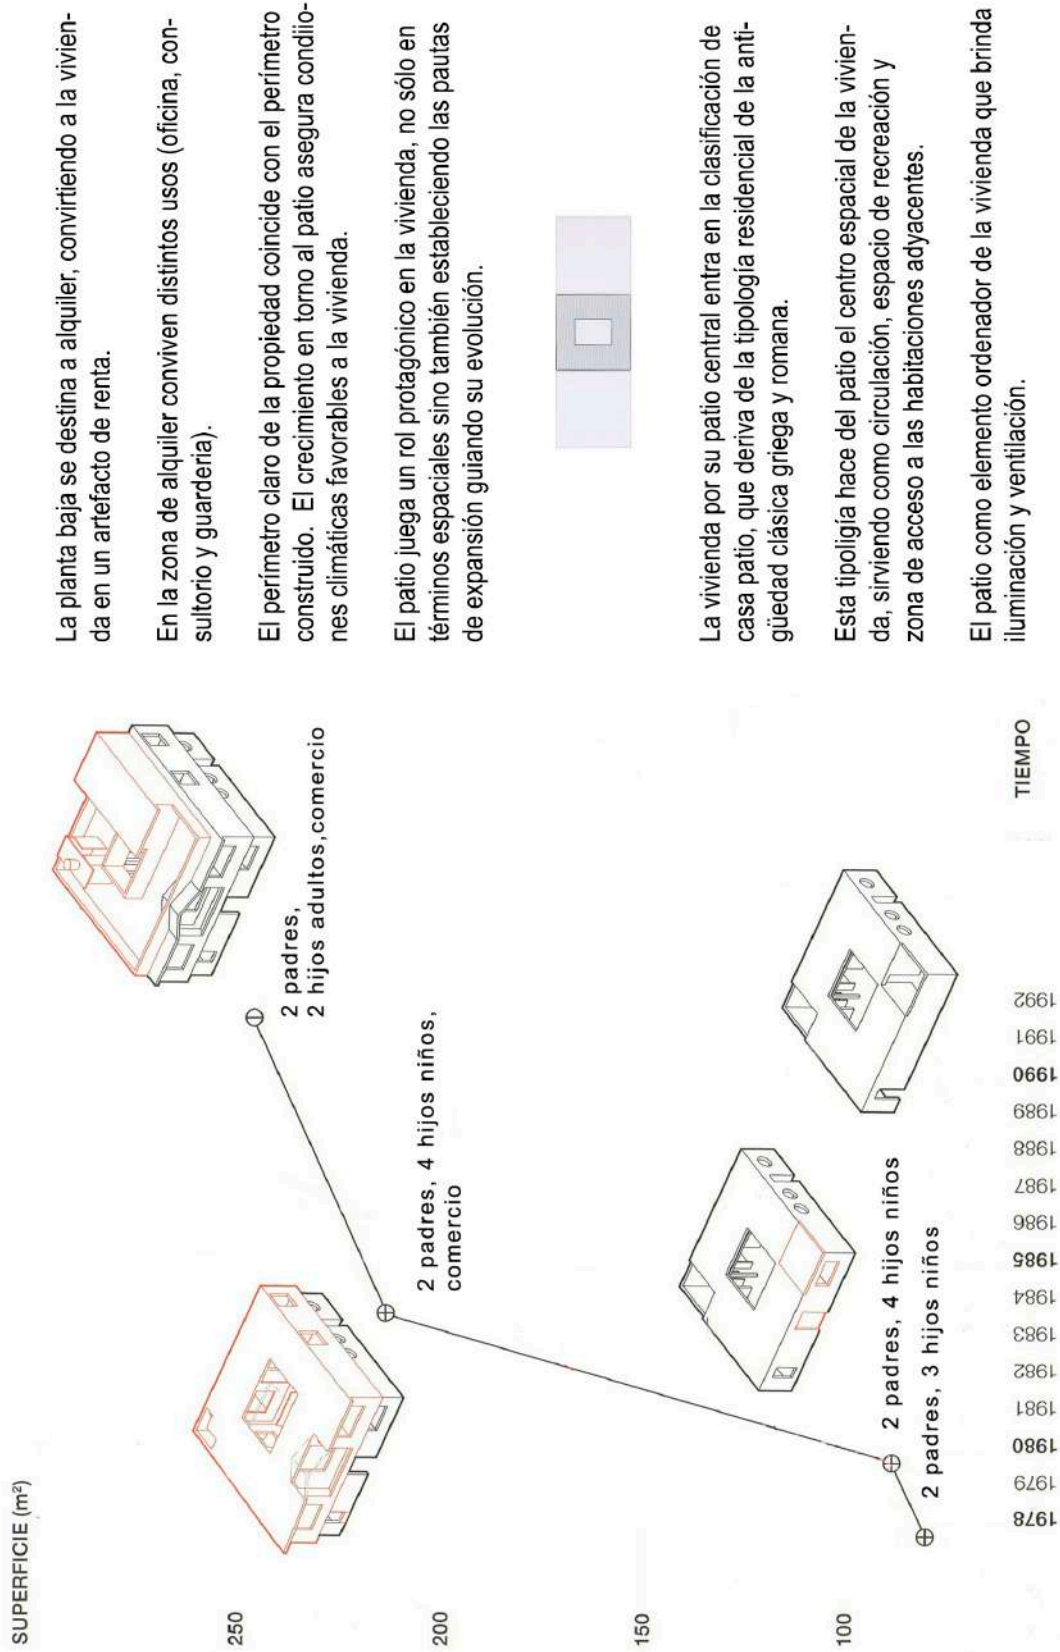 SUPERFICIE (m²)
250
200
150
100
2 padres,
2 hijos adultos,comercio
2 padres, 4 hijos niños,
comercio
2 padres, 4 hijos niños
2 padres, 3 hijos niños
1978
1979
1980
1981
1982
1983
1984
1985
1986
1987
1988
1989
1990
1991
1992
TIEMPO
La planta baja se destina a alquiler, convirtiendo a la vivien-
da en un artefacto de renta.
En la zona de alquiler conviven distintos usos (oficina, con-
sultorio y guarderia).
El perímetro claro de la propiedad coincide con el perímetro
construido. El crecimiento en torno al patio asegura condiio-
nes climáticas favorables a la vivienda.
El patio juega un rol protagónico en la vivienda, no sólo en
términos espaciales sino también estableciendo las pautas
de expansión guiando su evolución.
La vivienda por su patio central entra en la clasificación de
casa patio, que deriva de la tipología residencial de la anti-
güedad clásica griega y romana.
Esta tipoligía hace del patio el centro espacial de la vivien-
da, sirviendo como circulación, espacio de recreación y
zona de acceso a las habitaciones adyacentes.
El patio como elemento ordenador de la vivienda que brinda
iluminación y ventilación.